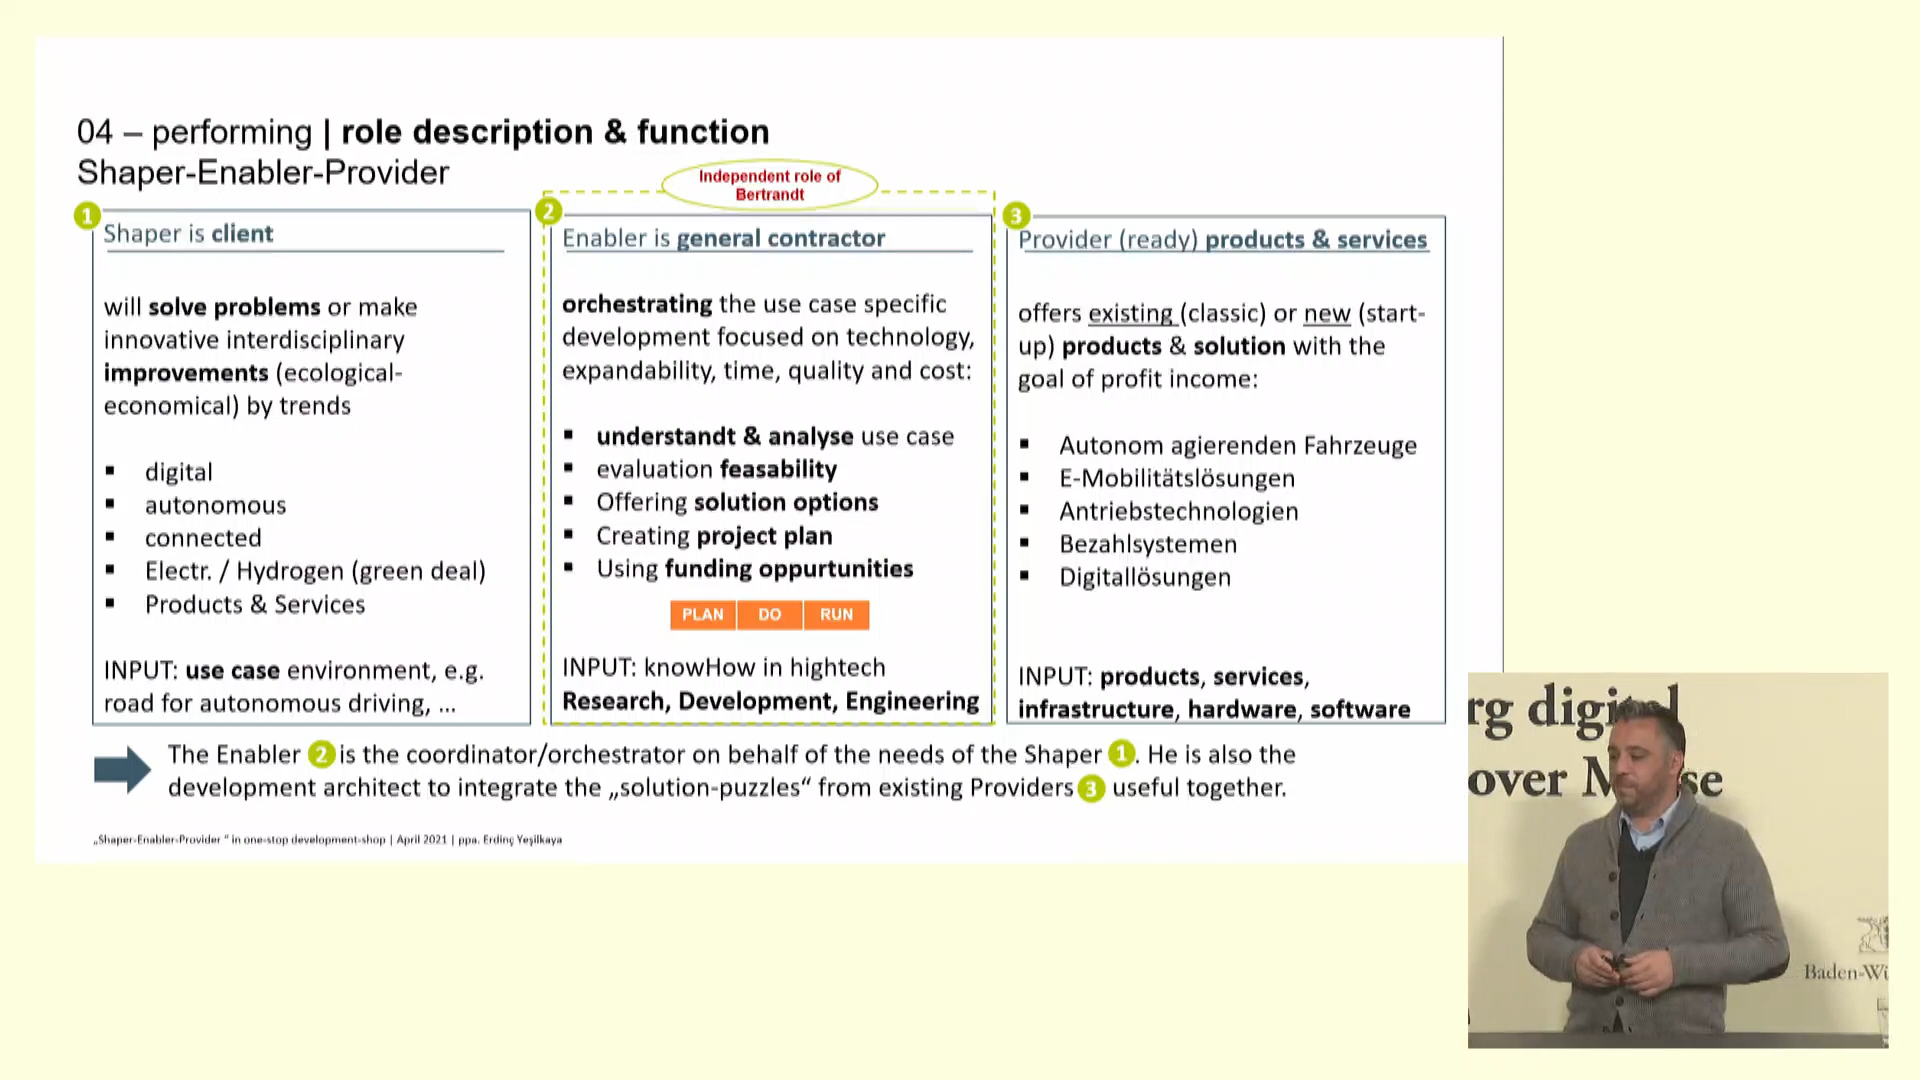 04 – performing | role description & function
Shaper-Enabler-Provider
Independent role of
Bertrandt
1
Shaper is client
will solve problems or make
innovative interdisciplinary
improvements (ecological-
economical) by trends
▪ digital
▪ autonomous
▪ connected
▪ Electr. / Hydrogen (green deal)
▪ Products & Services
INPUT: use case environment, e.g.
road for autonomous driving, ...
2
Enabler is general contractor
orchestrating the use case specific
development focused on technology,
expandability, time, quality and cost:
▪ understandt & analyse use case
▪ evaluation feasability
▪ Offering solution options
▪ Creating project plan
▪ Using funding oppurtunities
PLAN DO RUN
INPUT: knowHow in hightech
Research, Development, Engineering
3
Provider (ready) products & services
offers existing (classic) or new (start-
up) products & solution with the
goal of profit income:
▪ Autonom agierenden Fahrzeuge
▪ E-Mobilitätslösungen
▪ Antriebstechnologien
▪ Bezahlsystemen
▪ Digitallösungen
INPUT: products, services,
infrastructure, hardware, software
The Enabler 2 is the coordinator/orchestrator on behalf of the needs of the Shaper 1. He is also the
development architect to integrate the „solution-puzzles“ from existing Providers 3 useful together.
„Shaper-Enabler-Provider “ in one-stop development-shop | April 2021 | ppa. Erdinç Yeşilkaya
rg digital
over M se
Baden-Wü